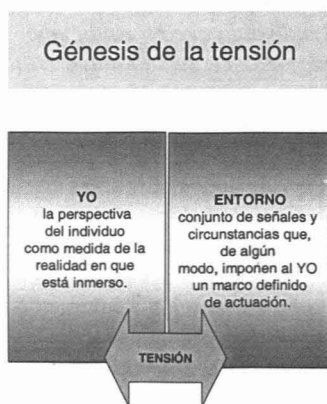 Génesis de la tensión
YO
la perspectiva
del individuo
como medida de la
realidad en que
está inmerso.
ENTORNO
conjunto de señales y
circunstancias que,
de algún
modo, imponen al YO
un marco definido
de actuación.
TENSIÓN